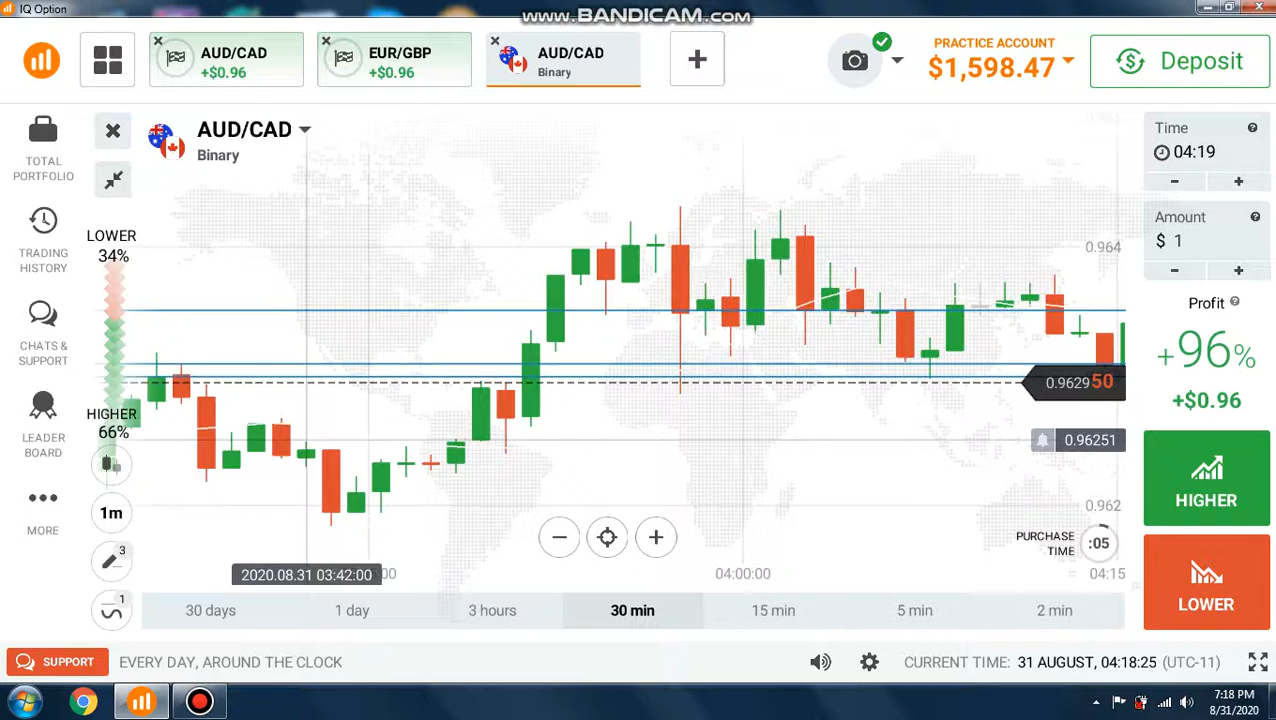 IQ Option
www.BANDICAM.com
AUD/CAD
+$0.96
EUR/GBP
+$0.96
AUD/CAD
Binary
PRACTICE ACCOUNT
$1,598.47
Deposit
AUD/CAD
Binary
TOTAL
PORTFOLIO
TRADING
HISTORY
CHATS &
SUPPORT
LEADER
BOARD
MORE
LOWER
34%
HIGHER
66%
1m
3
1
0.964
0.962950
0.96251
0.962
PURCHASE
TIME
:05
2020.08.31 03:42:00
:00
04:00:00
04:15
30 days
1 day
3 hours
30 min
15 min
5 min
2 min
Time
04:19
Amount
$ 1
Profit
+96%
+$0.96
HIGHER
LOWER
SUPPORT
EVERY DAY, AROUND THE CLOCK
CURRENT TIME: 31 AUGUST, 04:18:25 (UTC-11)
7:18 PM
8/31/2020